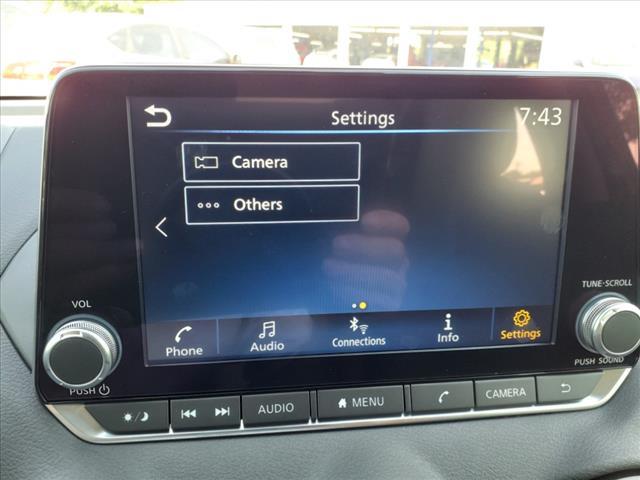 Settings
7:43
Camera
Others
Phone
Audio
Connections
Info
Settings
VOL
PUSH
TUNE·SCROLL
PUSH SOUND
AUDIO
MENU
CAMERA